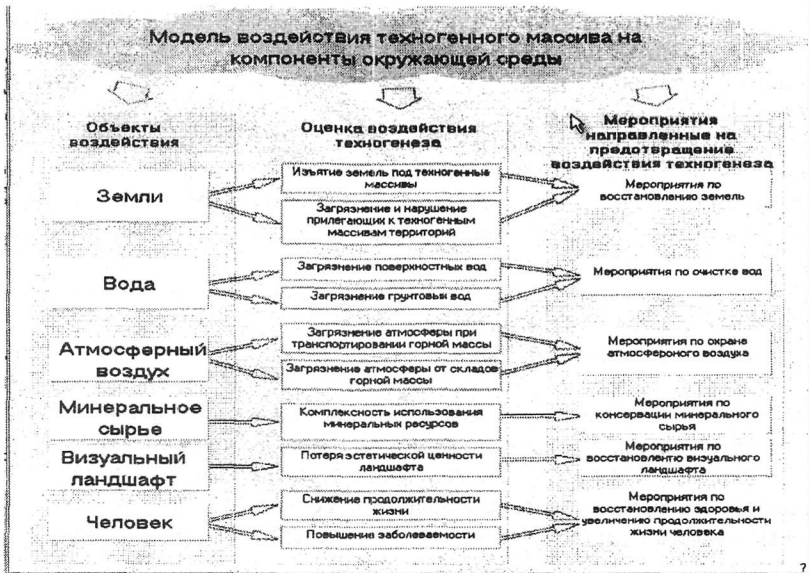 Модель воздействия техногенного массива на
компоненты окружающей среды
Объекты
воздействия
Оценка воздействия
техногенеза
Мероприятия
направленные на
предотвращение
воздействия техногенеза
Земли
Изъятие земель под техногенные
массивы
Загрязнение и нарушение
прилегающих к техногенным
массивам территорий
Мероприятия по
восстановлению земель
Вода
Загрязнение поверхностных вод
Загрязнение грунтовых вод
Мероприятия по очистке вод
Атмосферный
воздух
Загрязнение атмосферы при
транспортировании горной массы
Загрязнение атмосферы от складов
горной массы
Мероприятия по охране
атмосфероного воздуха
Минеральное
сырье
Комплексность использования
минеральных ресурсов
Мероприятия по
консервации минерального
сырья
Визуальный
ландшафт
Потеря эстетической ценности
ландшафта
Мероприятия по
восстановлентю визуального
ландшафта
Человек
Снижение продолжительности
жизни
Повышение заболеваемости
Мероприятия по
восстановлению здоровья и
увеличению продолжительности
жизни человека
7